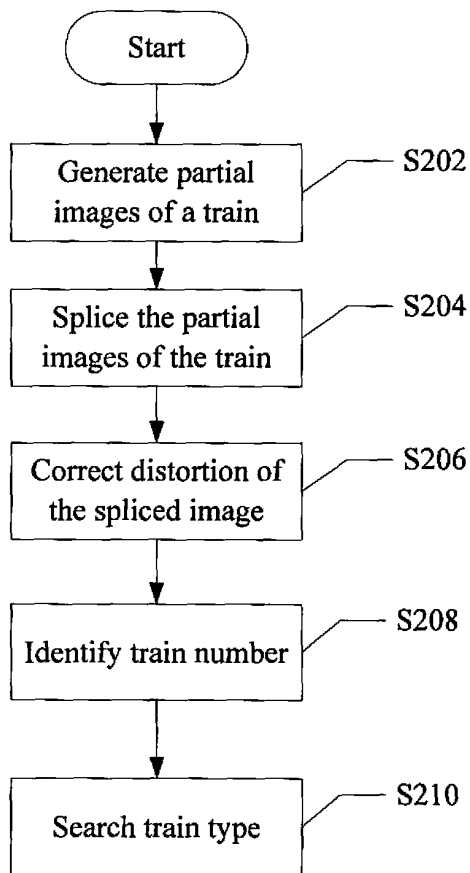 Start
Generate partial
images of a train
S202
Splice the partial
images of the train
S204
Correct distortion of
the spliced image
S206
Identify train number
S208
Search train type
S210